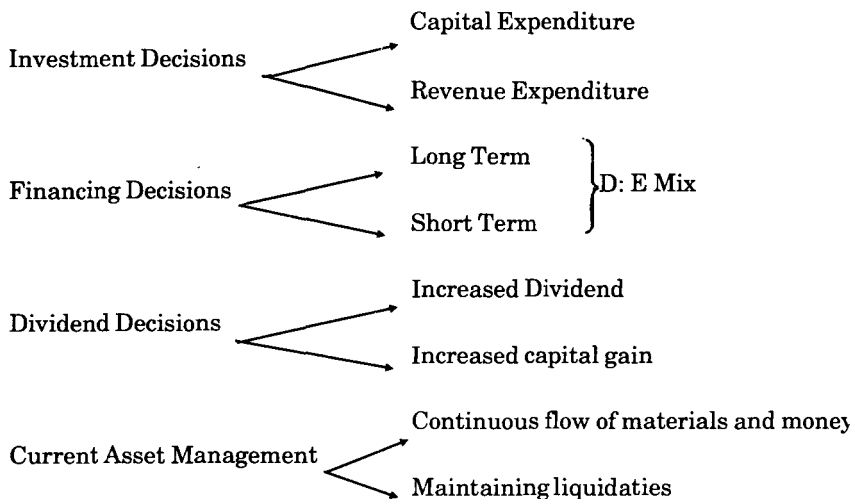 Capital Expenditure
Investment Decisions
Revenue Expenditure
Long Term
Financing Decisions
D: E Mix
Short Term
Increased Dividend
Dividend Decisions
Increased capital gain
Continuous flow of materials and money
Current Asset Management
Maintaining liquidaties